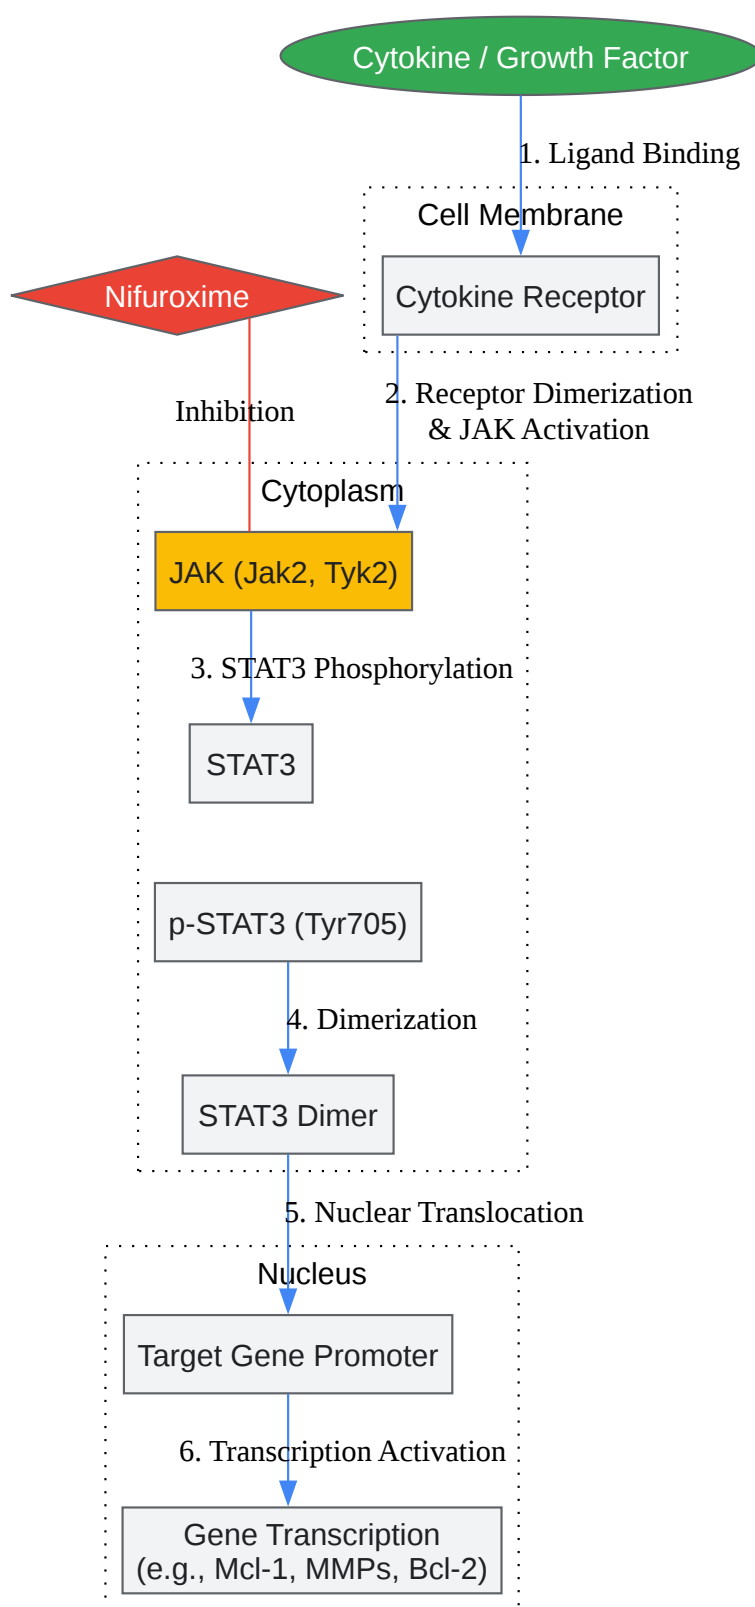 Cytokine / Growth Factor
1. Ligand Binding
Cell Membrane
Nifuroxime
Cytokine Receptor
Inhibition
2. Receptor Dimerization
& JAK Activation
Cytoplasm
JAK (Jak2, Tyk2)
3. STAT3 Phosphorylation
STAT3
p-STAT3 (Tyr705)
4. Dimerization
STAT3 Dimer
5. Nuclear Translocation
Nucleus
Target Gene Promoter
6. Transcription Activation
Gene Transcription
(e.g., Mcl-1, MMPs, Bcl-2)